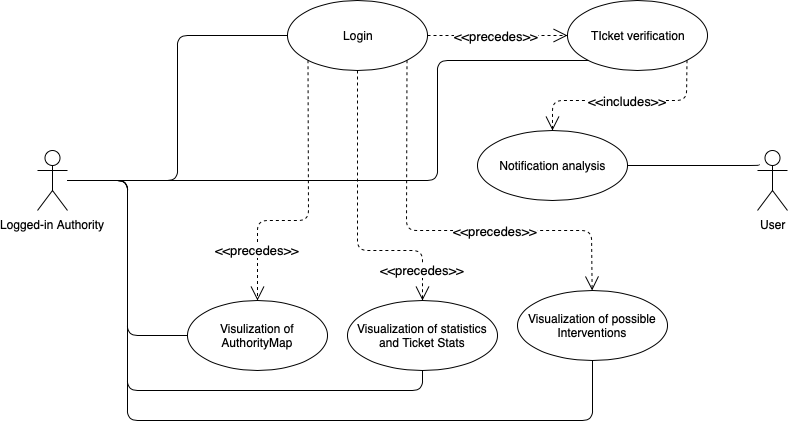 Login
<<precedes>>
TIcket verification
<<includes>>
Notification analysis
Logged-in Authority
User
<<precedes>>
<<precedes>>
<<precedes>>
Visulization of
AuthorityMap
Visualization of statistics
and Ticket Stats
Visualization of possible
Interventions